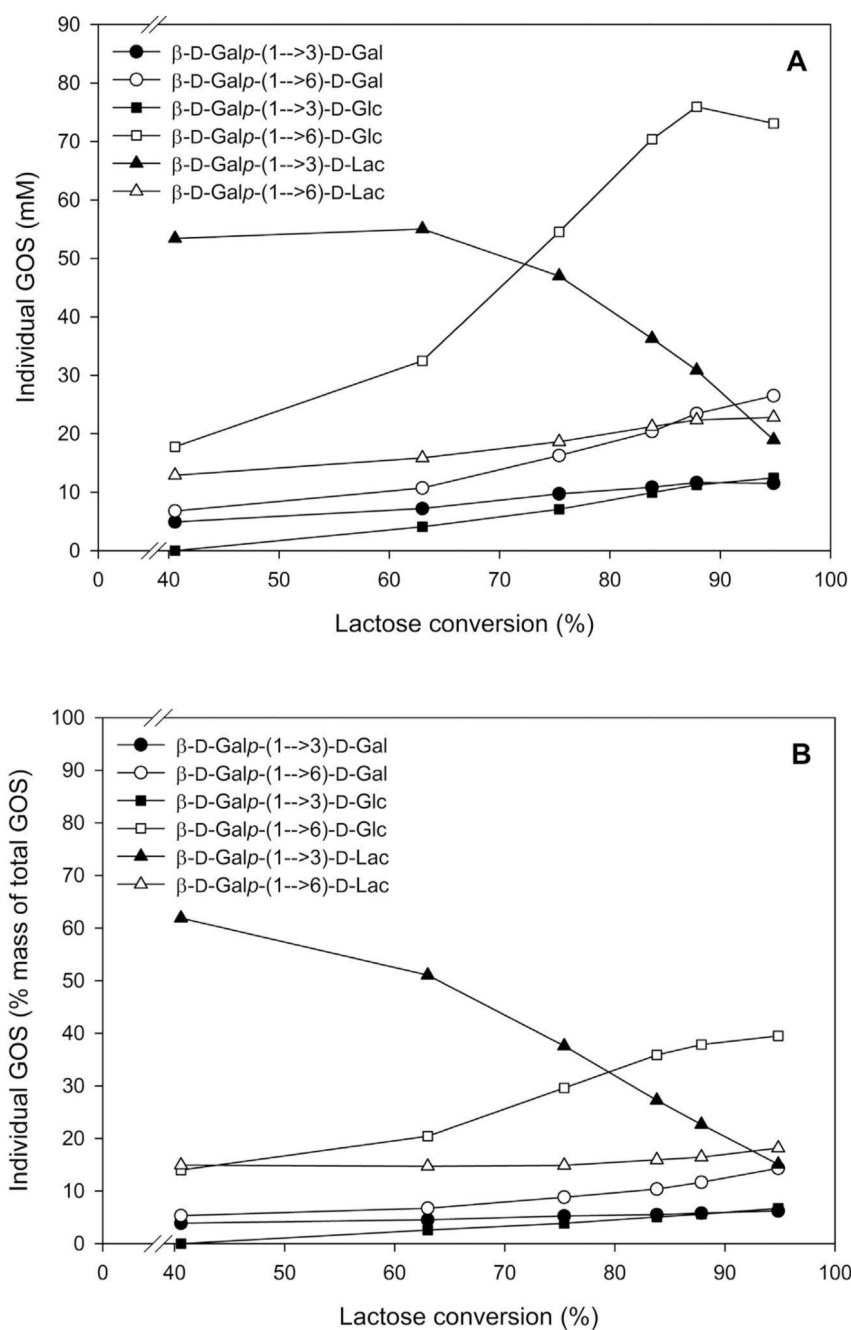 90
80
70
60
50
40
30
20
10
0
Individual GOS (mM)
β-D-Galp-(1-->3)-D-Gal
β-D-Galp-(1-->6)-D-Gal
β-D-Galp-(1-->3)-D-Glc
β-D-Galp-(1-->6)-D-Glc
β-D-Galp-(1-->3)-D-Lac
β-D-Galp-(1-->6)-D-Lac
A
0 40 50 60 70 80 90 100
Lactose conversion (%)
100
90
80
70
60
50
40
30
20
10
0
Individual GOS (% mass of total GOS)
β-D-Galp-(1-->3)-D-Gal
β-D-Galp-(1-->6)-D-Gal
β-D-Galp-(1-->3)-D-Glc
β-D-Galp-(1-->6)-D-Glc
β-D-Galp-(1-->3)-D-Lac
β-D-Galp-(1-->6)-D-Lac
B
0 40 50 60 70 80 90 100
Lactose conversion (%)